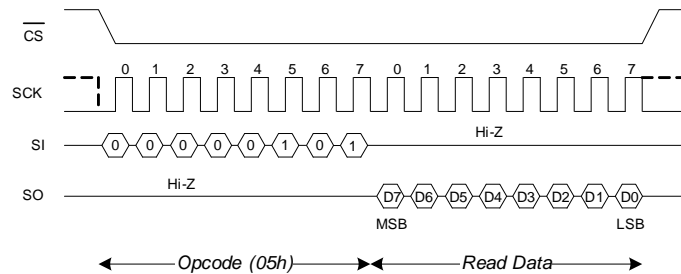 CS
0 1 2 3 4 5 6 7 0 1 2 3 4 5 6 7
SCK
SI 0 0 0 0 0 1 0 1 Hi-Z
SO Hi-Z D7 D6 D5 D4 D3 D2 D1 D0
MSB LSB
Opcode (05h) Read Data